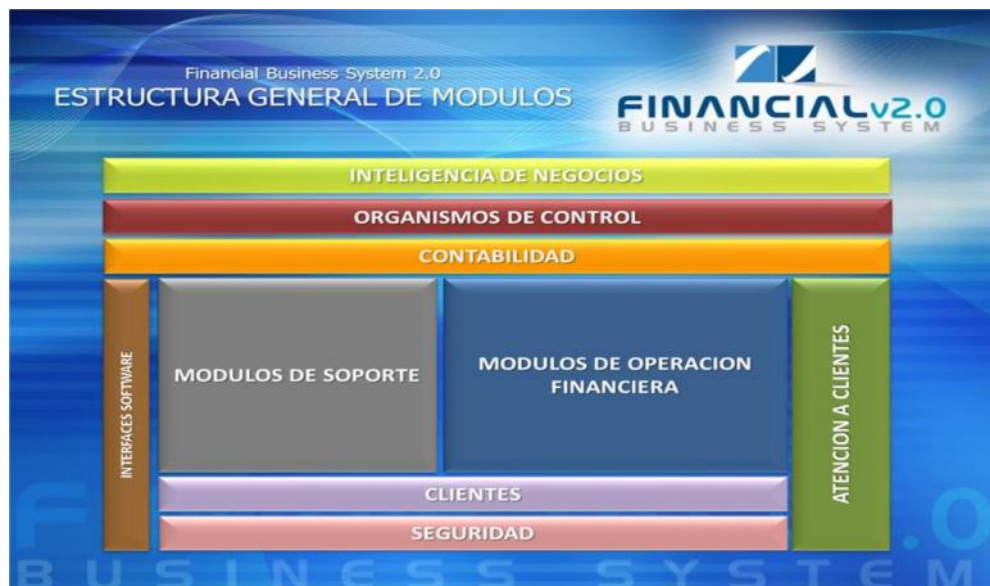 Financial Business System 2.0
ESTRUCTURA GENERAL DE MODULOS
FINANCIALv2.0
BUSINESS SYSTEM
INTELIGENCIA DE NEGOCIOS
ORGANISMOS DE CONTROL
CONTABILIDAD
INTERFACES SOFTWARE
MODULOS DE SOPORTE
MODULOS DE OPERACION
FINANCIERA
ATENCION A CLIENTES
CLIENTES
SEGURIDAD
F
.0
BUSINESS SYSTEM